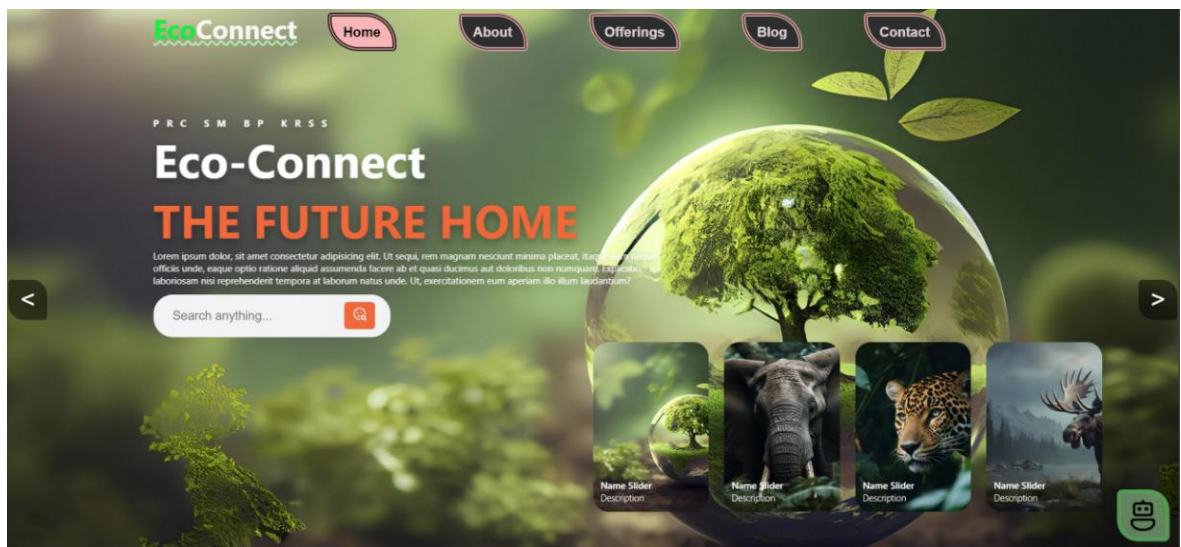 EcoConnect
Home
About
Offerings
Blog
Contact
PRC SM BP KRSS
Eco-Connect
THE FUTURE HOME
Lorem ipsum dolor, sit amet consectetur adipisicing elit. Ut sequi, rem magnam nesciunt minima placeat, itaque eum
officiis unde, eaque optio ratione aliquid assumenda facere ab et quasi ducimus aut doloribus non numquam. Explicabo,
laboriosam nisi reprehenderit tempora at laborum natus unde. Ut, exercitationem eum aperiam illo illum laudantium?
<
>
Search anything...
Name Slider
Description
Name Slider
Description
Name Slider
Description
Name Slider
Description